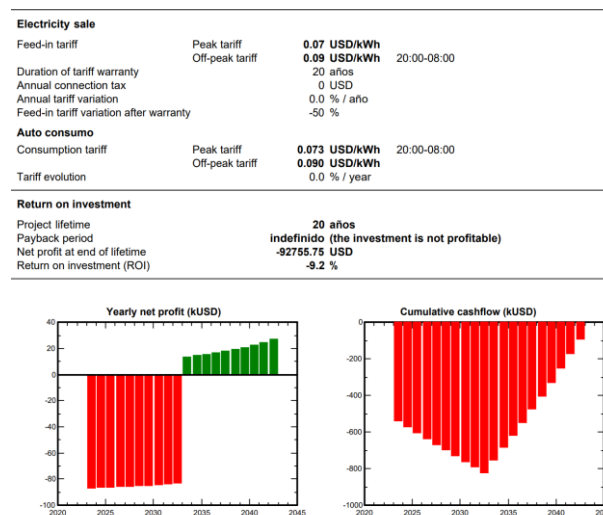 Electricity sale
Feed-in tariff Peak tariff 0.07 USD/kWh
Off-peak tariff 0.09 USD/kWh 20:00-08:00
Duration of tariff warranty 20 años
Annual connection tax 0 USD
Annual tariff variation 0.0 % / año
Feed-in tariff variation after warranty -50 %
Auto consumo
Consumption tariff Peak tariff 0.073 USD/kWh 20:00-08:00
Off-peak tariff 0.090 USD/kWh
Tariff evolution 0.0 % / year
Return on investment
Project lifetime 20 años
Payback period indefinido (the investment is not profitable)
Net profit at end of lifetime -92755.75 USD
Return on investment (ROI) -9.2 %
Yearly net profit (kUSD)
40
20
0
-20
-40
-60
-80
-100
2020 2025 2030 2035 2040 2045
Cumulative cashflow (kUSD)
0
-200
-400
-600
-800
-1000
2020 2025 2030 2035 2040 2045